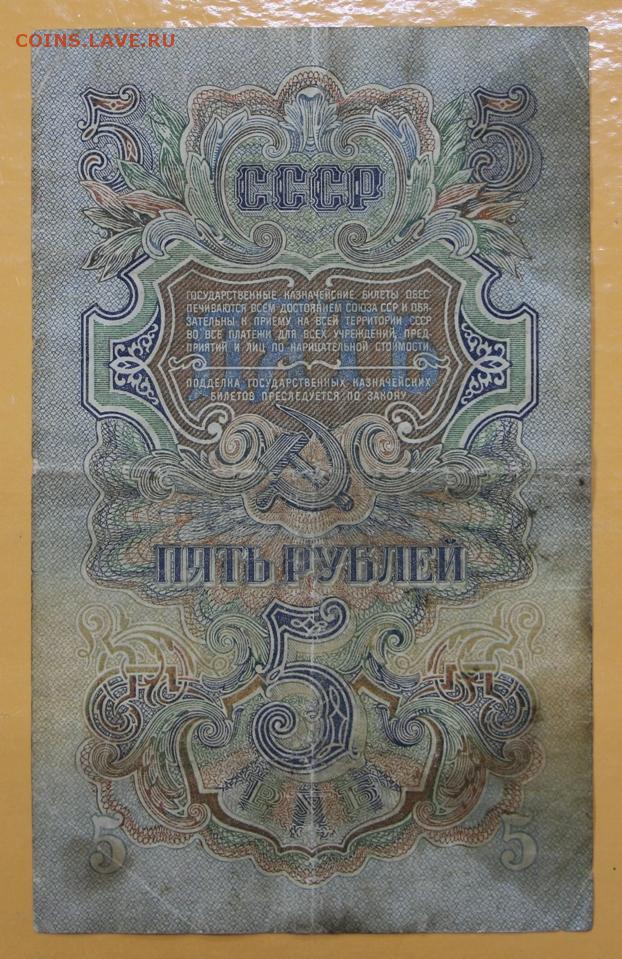 COINS.LAVE.RU
5 5
СССР
ГОСУДАРСТВЕННЫЕ КАЗНАЧЕЙСКИЕ БИЛЕТЫ ОБЕС-
ПЕЧИВАЮТСЯ ВСЕМ ДОСТОЯНИЕМ СОЮЗА ССР И ОБЯ-
ЗАТЕЛЬНЫ К ПРИЕМУ НА ВСЕЙ ТЕРРИТОРИИ СССР
ВО ВСЕ ПЛАТЕЖИ ДЛЯ ВСЕХ УЧРЕЖДЕНИЙ, ПРЕД-
ПРИЯТИЙ И ЛИЦ ПО НАРИЦАТЕЛЬНОЙ СТОИМОСТИ.
ПЯТЬ
ПОДДЕЛКА ГОСУДАРСТВЕННЫХ КАЗНАЧЕЙСКИХ
БИЛЕТОВ ПРЕСЛЕДУЕТСЯ ПО ЗАКОНУ
ПЯТЬ РУБЛЕЙ
5
РУБ
5 5